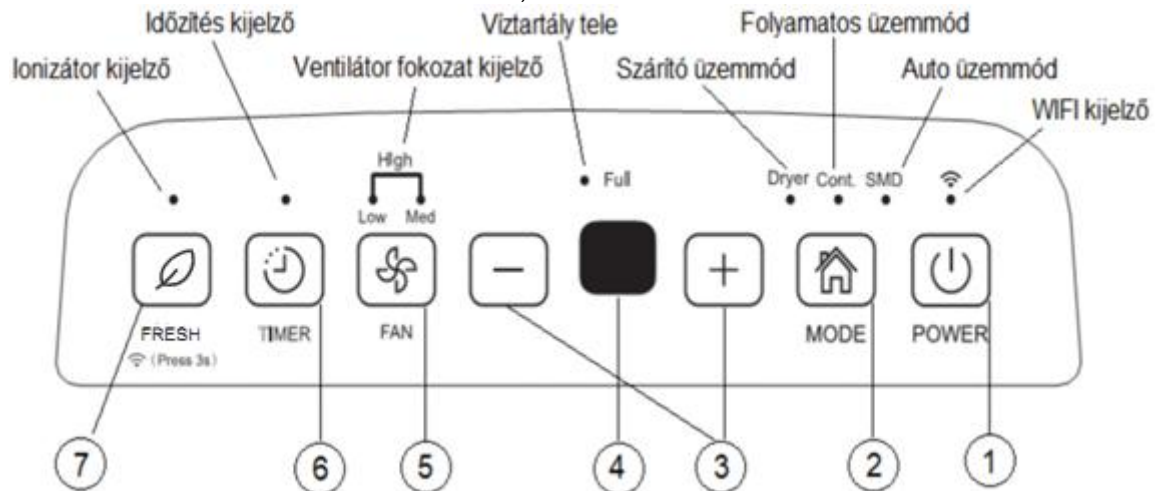 Időzítés kijelző
Víztartály tele
Folyamatos üzemmód
Ionizátor kijelző
Ventilátor fokozat kijelző
Szárító üzemmód
Auto üzemmód
WIFI kijelző
HIgh
Full
Dryer Cont. SMD
Low Med
FRESH
TIMER
FAN
MODE
POWER
(Press 3s)
7
6
5
4
3
2
1